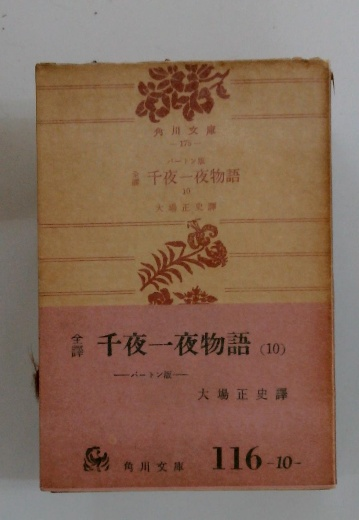 角川文庫
—175—
バートン版
全譯 千夜一夜物語
10
大場正史譯
全譯 千夜一夜物語 (10)
——バートン版——
大場正史譯
角川文庫 116 -10-